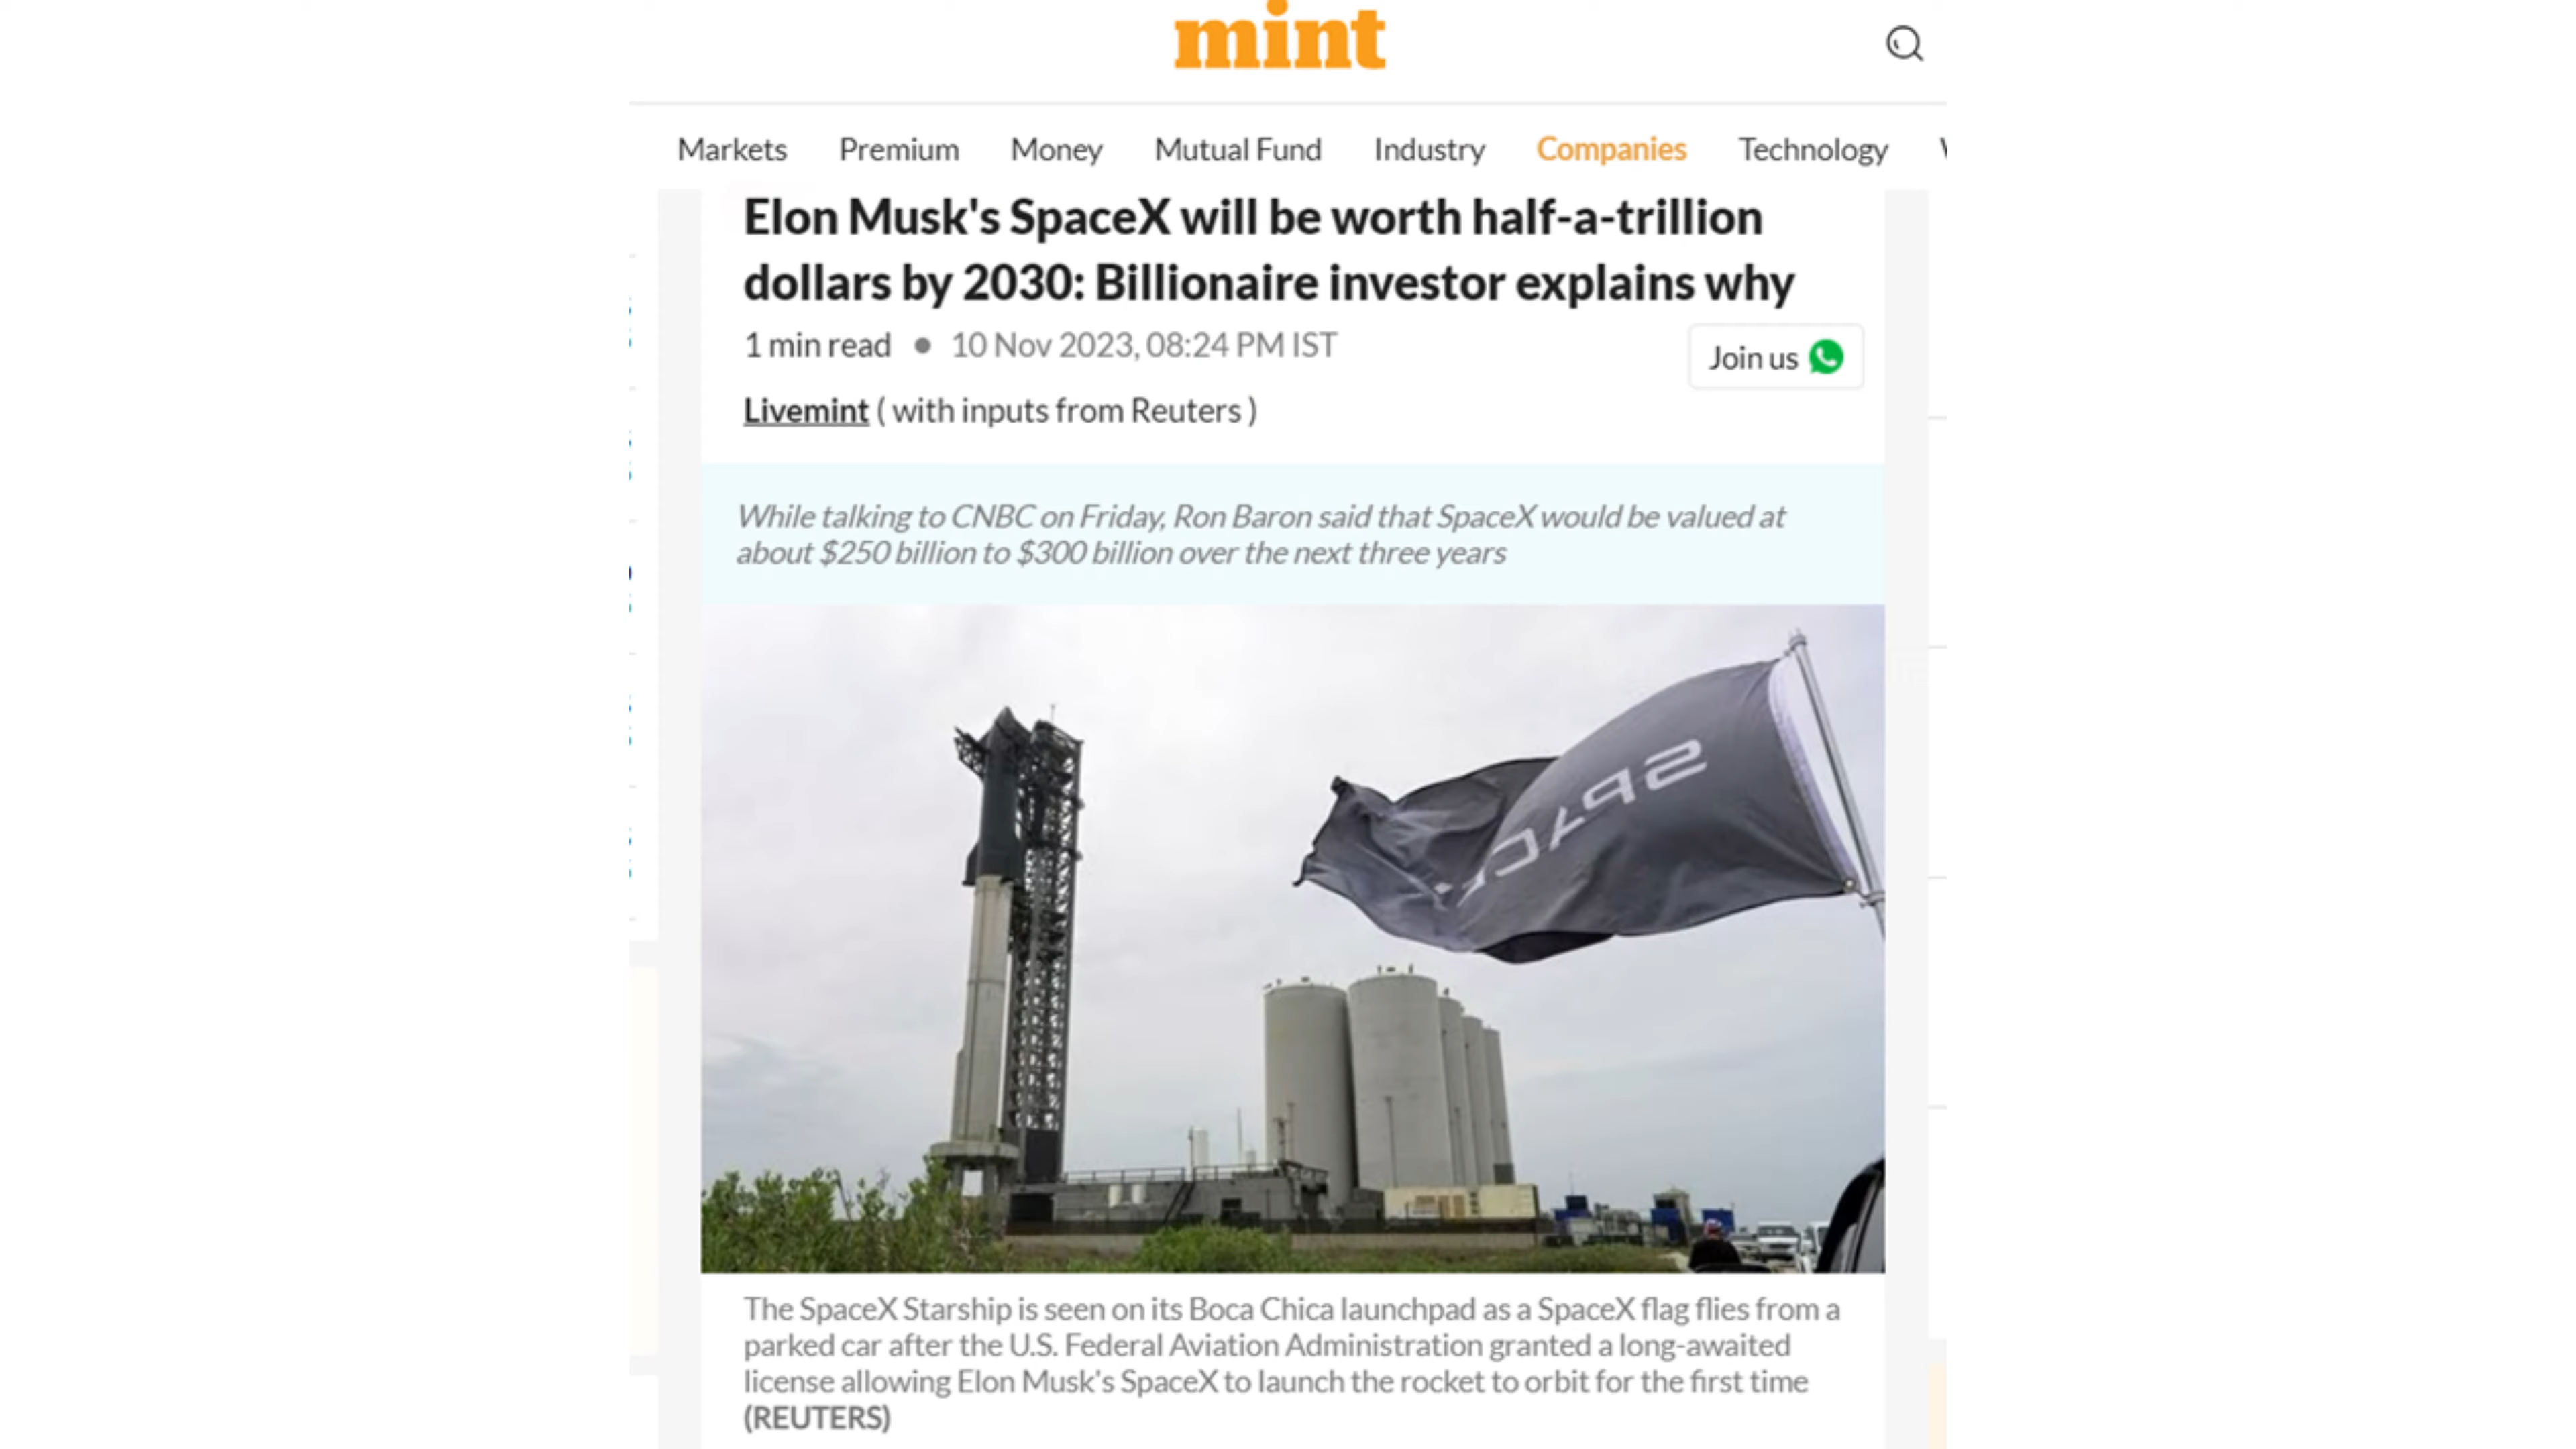 mint
Markets Premium Money Mutual Fund Industry Companies Technology
Elon Musk's SpaceX will be worth half-a-trillion
dollars by 2030: Billionaire investor explains why
1 min read • 10 Nov 2023, 08:24 PM IST
Join us
Livemint ( with inputs from Reuters )
While talking to CNBC on Friday, Ron Baron said that SpaceX would be valued at
about $250 billion to $300 billion over the next three years
SPAC
The SpaceX Starship is seen on its Boca Chica launchpad as a SpaceX flag flies from a
parked car after the U.S. Federal Aviation Administration granted a long-awaited
license allowing Elon Musk's SpaceX to launch the rocket to orbit for the first time
(REUTERS)